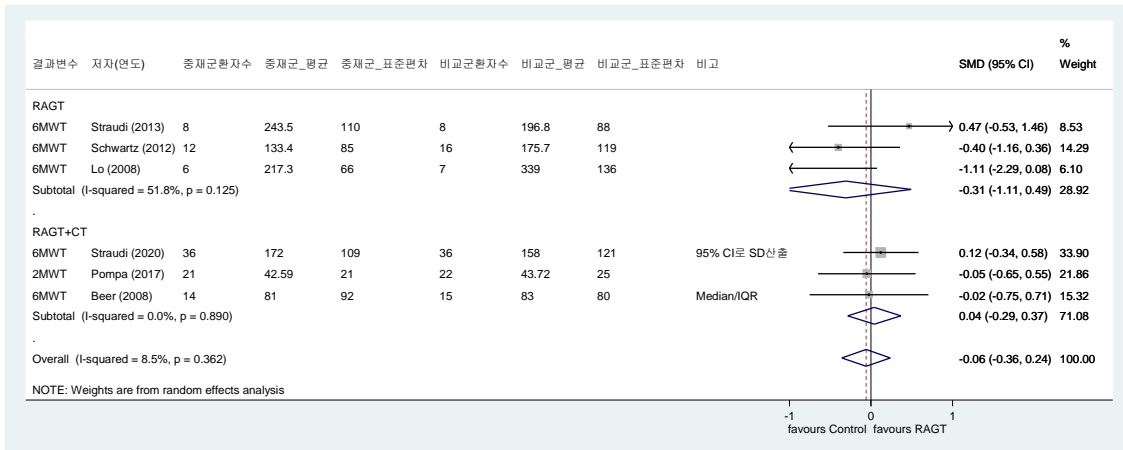 %
결과변수 저자(연도) 중재군환자수 중재군_평균 중재군_표준편차 비교군환자수 비교군_평균 비교군_표준편차 비고 SMD (95% CI) Weight
RAGT
6MWT Straudi (2013) 8 243.5 110 8 196.8 88 0.47 (-0.53, 1.46) 8.53
6MWT Schwartz (2012) 12 133.4 85 16 175.7 119 -0.40 (-1.16, 0.36) 14.29
6MWT Lo (2008) 6 217.3 66 7 339 136 -1.11 (-2.29, 0.08) 6.10
Subtotal (I-squared = 51.8%, p = 0.125) -0.31 (-1.11, 0.49) 28.92
.
RAGT+CT
6MWT Straudi (2020) 36 172 109 36 158 121 95% CI로 SD산출 0.12 (-0.34, 0.58) 33.90
2MWT Pompa (2017) 21 42.59 21 22 43.72 25 -0.05 (-0.65, 0.55) 21.86
6MWT Beer (2008) 14 81 92 15 83 80 Median/IQR -0.02 (-0.75, 0.71) 15.32
Subtotal (I-squared = 0.0%, p = 0.890) 0.04 (-0.29, 0.37) 71.08
.
Overall (I-squared = 8.5%, p = 0.362) -0.06 (-0.36, 0.24) 100.00
NOTE: Weights are from random effects analysis
-1 0 1
favours Control favours RAGT